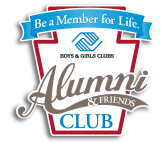 Be a Member for Life.
BOYS & GIRLS CLUBS
Alumni
& FRIENDS
CLUB